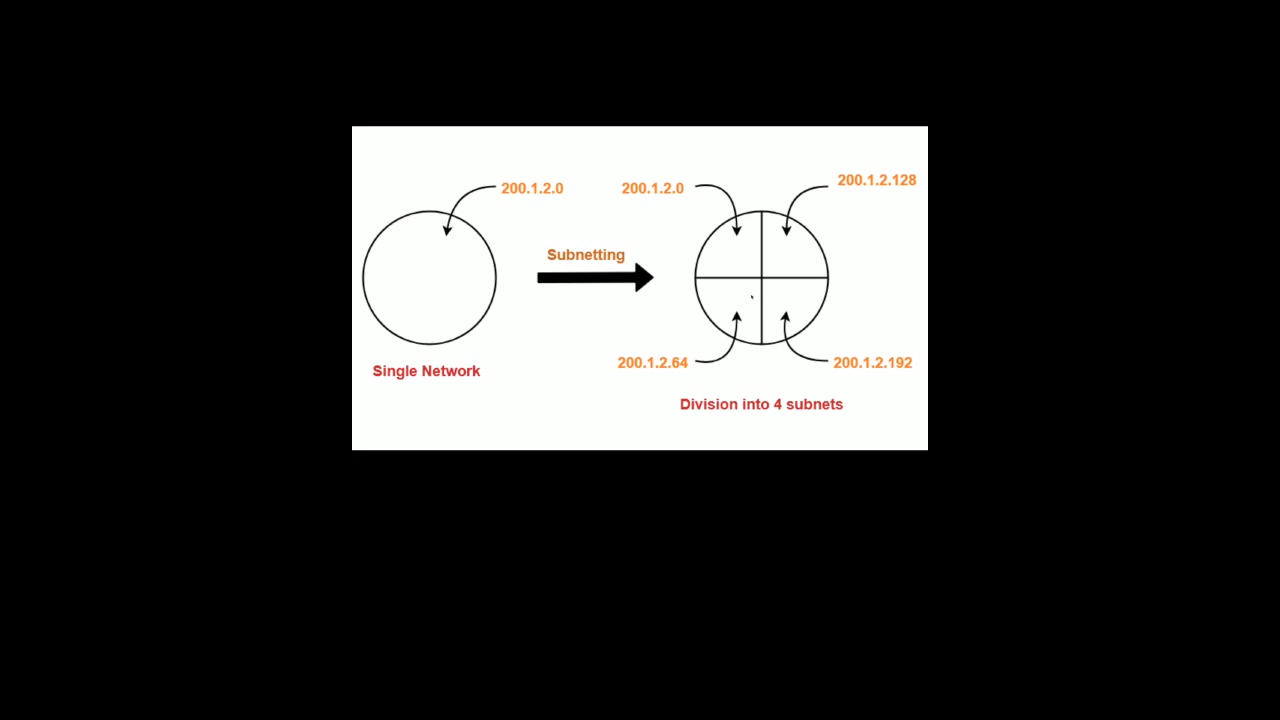 200.1.2.0
200.1.2.0
200.1.2.128
Subnetting
200.1.2.64
200.1.2.192
Single Network
Division into 4 subnets